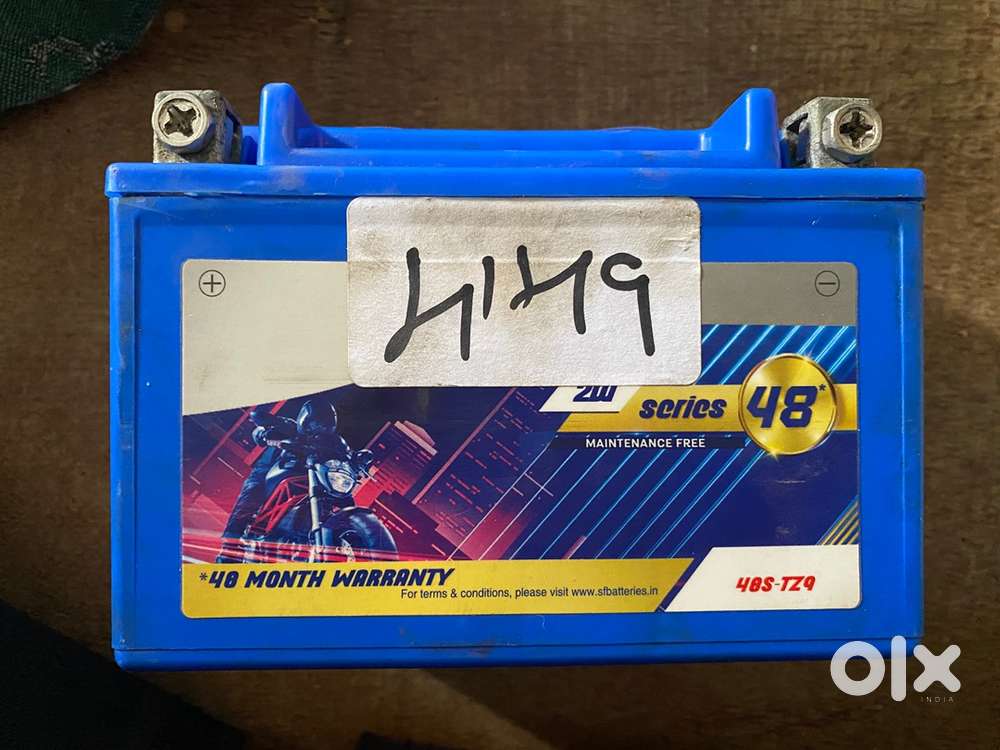 +
−
2W
series 48*
MAINTENANCE FREE
*48 MONTH WARRANTY
For terms & conditions, please visit www.sfbatteries.in
48S-TZ9
olx
INDIA